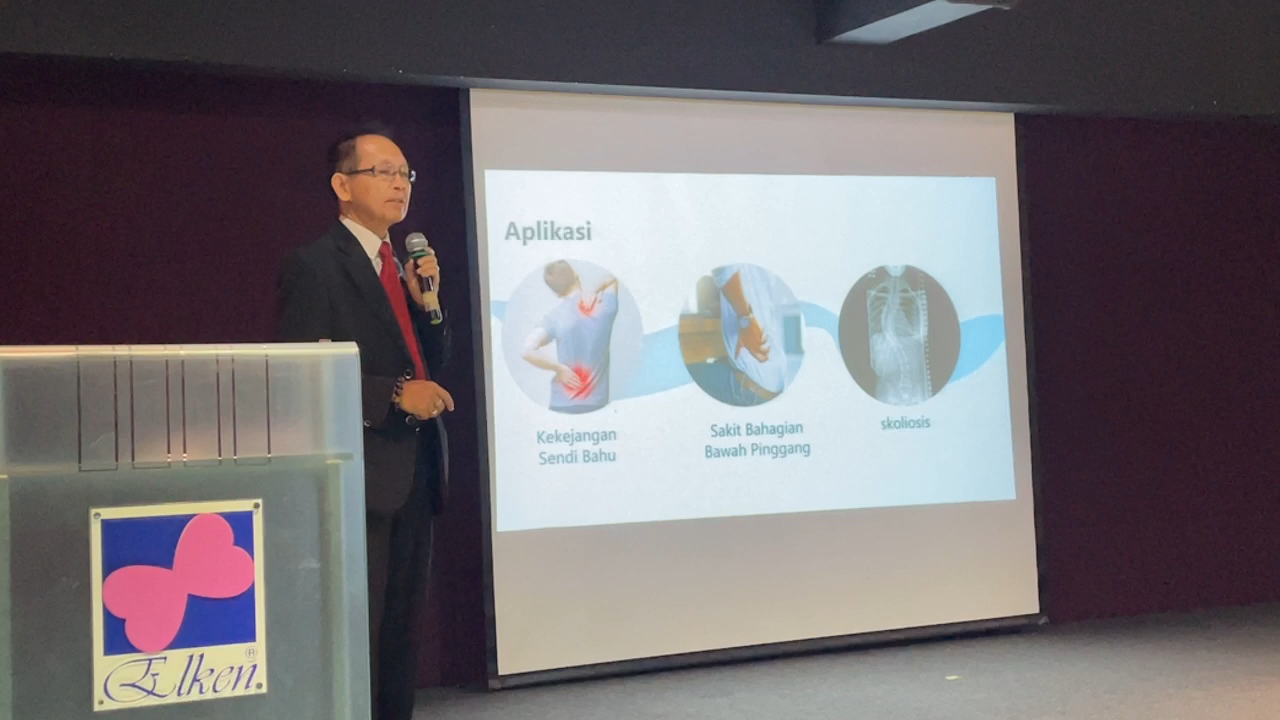 Aplikasi
Kekejangan
Sendi Bahu
Sakit Bahagian
Bawah Pinggang
skoliosis
Elken®